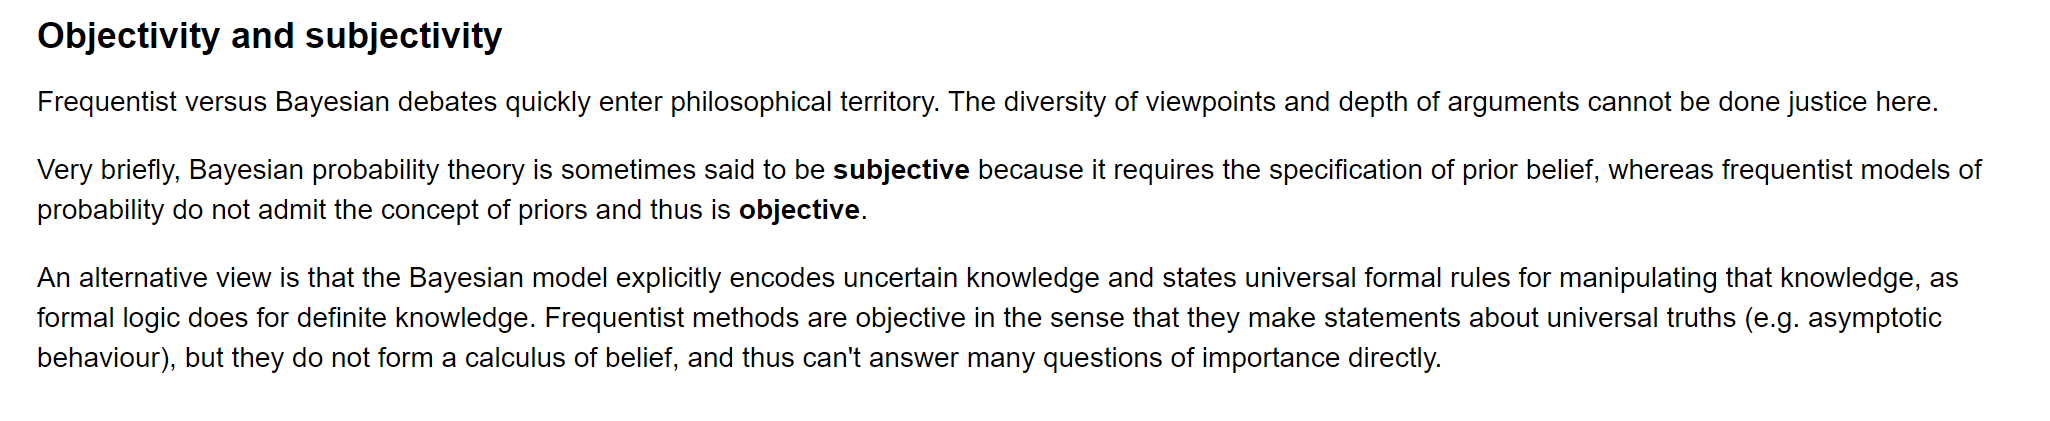 Objectivity and subjectivity
Frequentist versus Bayesian debates quickly enter philosophical territory. The diversity of viewpoints and depth of arguments cannot be done justice here.
Very briefly, Bayesian probability theory is sometimes said to be subjective because it requires the specification of prior belief, whereas frequentist models of
probability do not admit the concept of priors and thus is objective.
An alternative view is that the Bayesian model explicitly encodes uncertain knowledge and states universal formal rules for manipulating that knowledge, as
formal logic does for definite knowledge. Frequentist methods are objective in the sense that they make statements about universal truths (e.g. asymptotic
behaviour), but they do not form a calculus of belief, and thus can't answer many questions of importance directly.